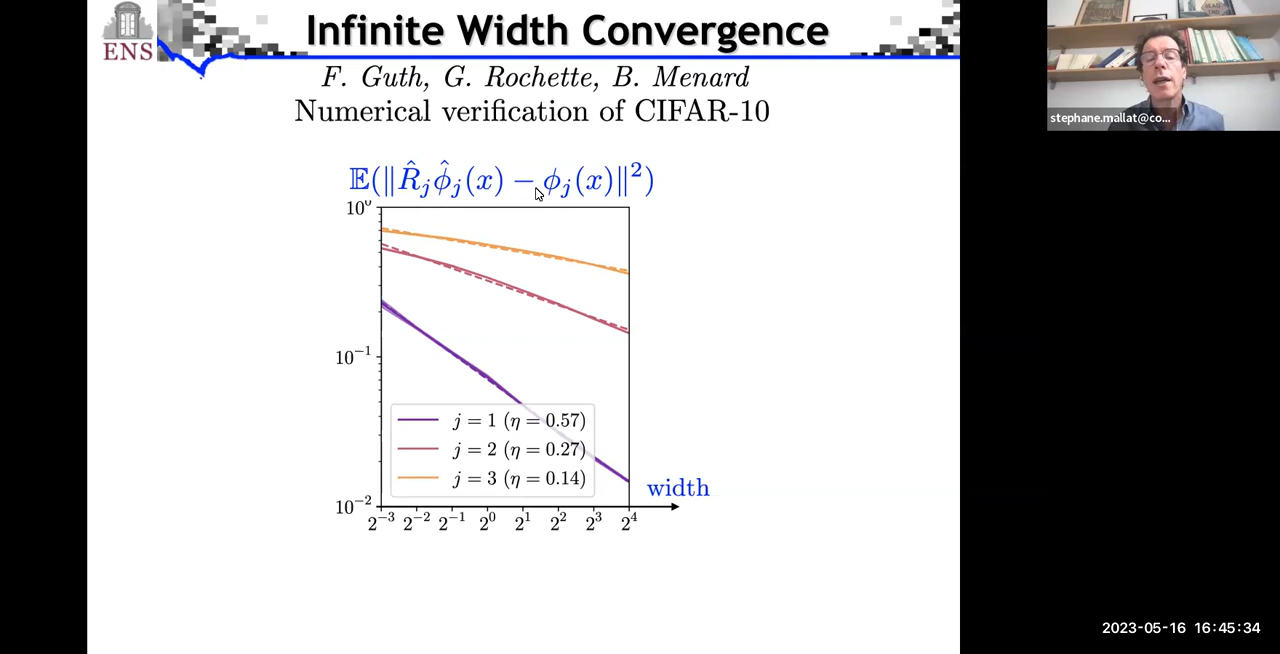 Infinite Width Convergence
ENS
F. Guth, G. Rochette, B. Menard
Numerical verification of CIFAR-10
𝔼(‖R̂ⱼϕ̂ⱼ(x) − ϕⱼ(x)‖²)
10⁰
10⁻¹
10⁻²
j = 1 (η = 0.57)
j = 2 (η = 0.27)
j = 3 (η = 0.14)
width
2⁻³ 2⁻² 2⁻¹ 2⁰ 2¹ 2² 2³ 2⁴
stephane.mallat@co...
2023-05-16 16:45:34